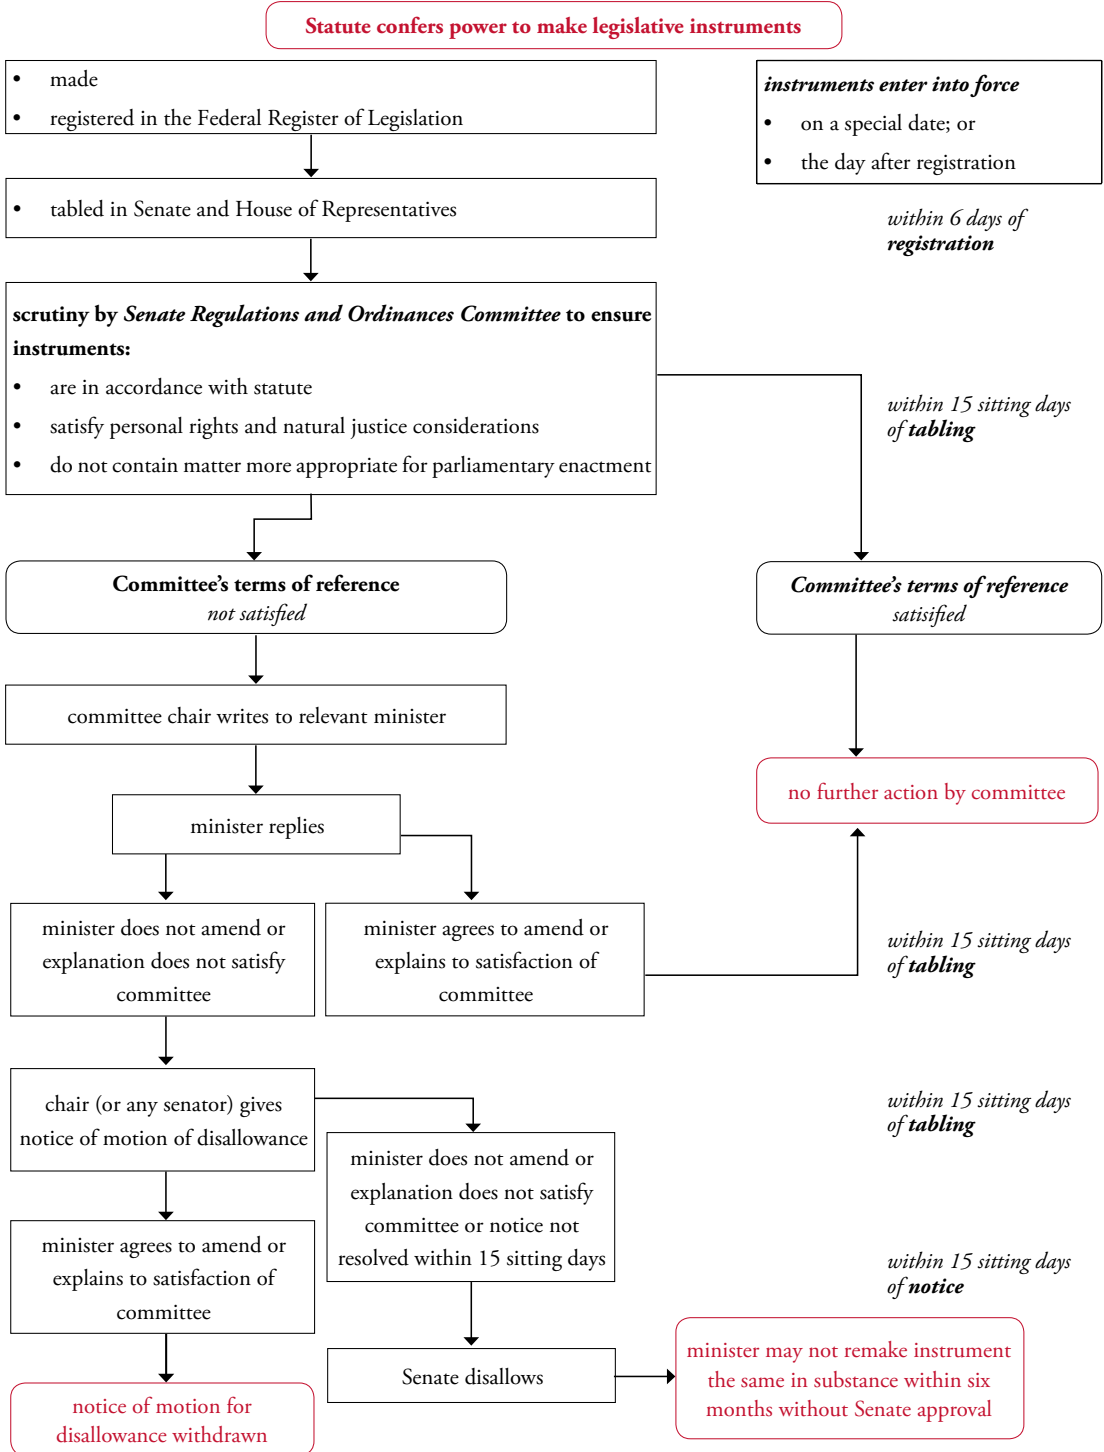 Statute confers power to make legislative instruments
• made
• registered in the Federal Register of Legislation
instruments enter into force
• on a special date; or
• the day after registration
• tabled in Senate and House of Representatives
within 6 days of
registration
scrutiny by Senate Regulations and Ordinances Committee to ensure
instruments:
• are in accordance with statute
• satisfy personal rights and natural justice considerations
• do not contain matter more appropriate for parliamentary enactment
within 15 sitting days
of tabling
Committee’s terms of reference
not satisfied
Committee’s terms of reference
satisified
committee chair writes to relevant minister
no further action by committee
minister replies
minister does not amend or
explanation does not satisfy
committee
minister agrees to amend or
explains to satisfaction of
committee
within 15 sitting days
of tabling
chair (or any senator) gives
notice of motion of disallowance
within 15 sitting days
of tabling
minister does not amend or
explanation does not satisfy
committee or notice not
resolved within 15 sitting days
minister agrees to amend or
explains to satisfaction of
committee
within 15 sitting days
of notice
Senate disallows
minister may not remake instrument
the same in substance within six
months without Senate approval
notice of motion for
disallowance withdrawn